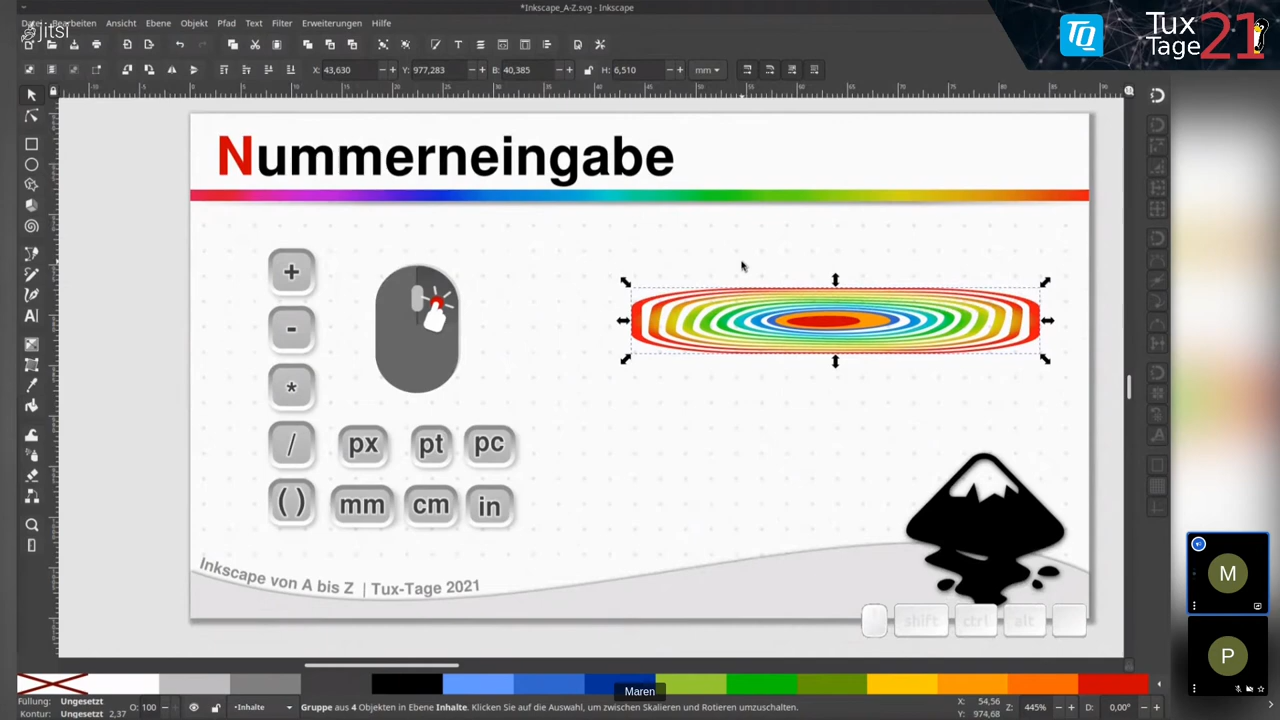 *Inkscape_A-Z.svg - Inkscape
Bearbeiten Ansicht Ebene Objekt Pfad Text Filter Erweiterungen Hilfe
jitsi
TQ
Tux
Tage
21
X: 43,630 Y: 977,283 B: 40,385 H: 6,510 mm
Nummerneingabe
+
-
*
/
px pt pc
( )
mm cm in
Inkscape von A bis Z | Tux-Tage 2021
shift ctrl alt
M
P
Maren
Füllung: Ungesetzt
Kontur: Ungesetzt 2,37
O: 100
Inhalte
Gruppe aus 4 Objekten in Ebene Inhalte. Klicken Sie auf die Auswahl, um zwischen Skalieren und Rotieren umzuschalten.
X: 54,56
Y: 974,68
Z: 445%
D: 0,00°